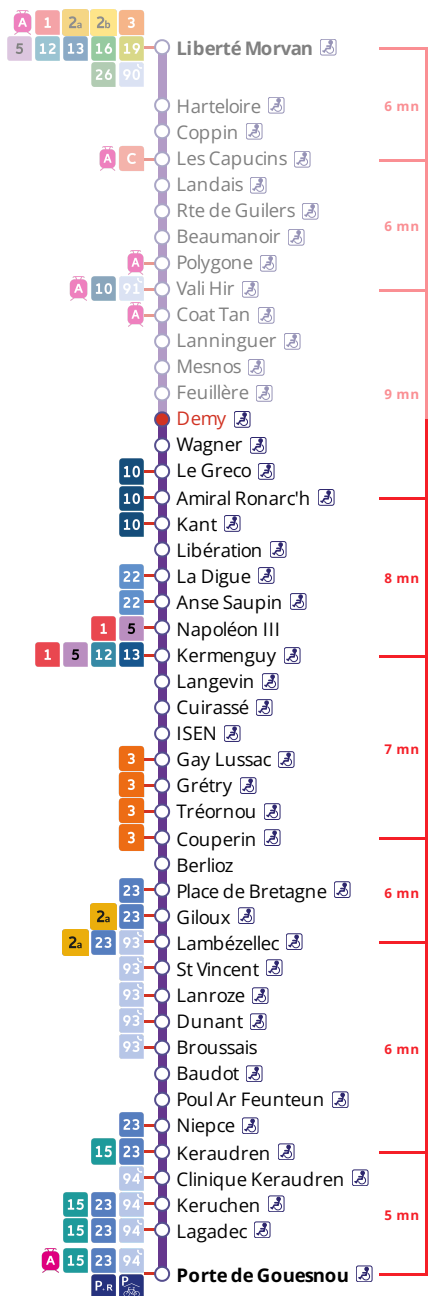 A 1 2a 2b 3
5 12 13 16 19 Liberté Morvan
26 90
6 mn
Harteloire
Coppin
A C Les Capucins
Landais
Rte de Guilers
6 mn
Beaumanoir
A Polygone
A 10 91 Vali Hir
A Coat Tan
Lanninguer
Mesnos
Feuillère
9 mn
Demy
Wagner
10 Le Greco
10 Amiral Ronarc'h
10 Kant
Libération
22 La Digue
8 mn
22 Anse Saupin
1 5 Napoléon III
1 5 12 13 Kermenguy
Langevin
Cuirassé
ISEN
7 mn
3 Gay Lussac
3 Grétry
3 Tréornou
3 Couperin
Berlioz
23 Place de Bretagne
6 mn
2a 23 Giloux
2a 23 93 Lambézellec
93 St Vincent
93 Lanroze
93 Dunant
93 Broussais
6 mn
Baudot
Poul Ar Feunteun
23 Niepce
15 23 Keraudren
94 Clinique Keraudren
15 23 94 Keruchen
5 mn
15 23 94 Lagadec
A 15 23 94 Porte de Gouesnou
P+R P